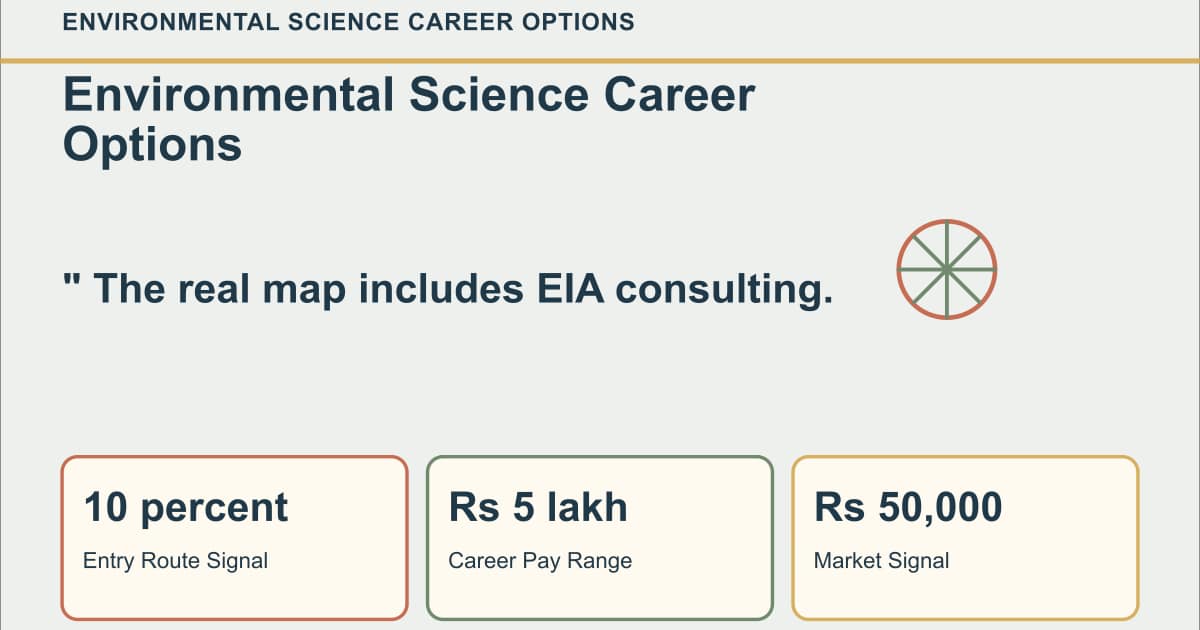 ENVIRONMENTAL SCIENCE CAREER OPTIONS
Environmental Science Career
Options
" The real map includes EIA consulting.
10 percent
Entry Route Signal
Rs 5 lakh
Career Pay Range
Rs 50,000
Market Signal